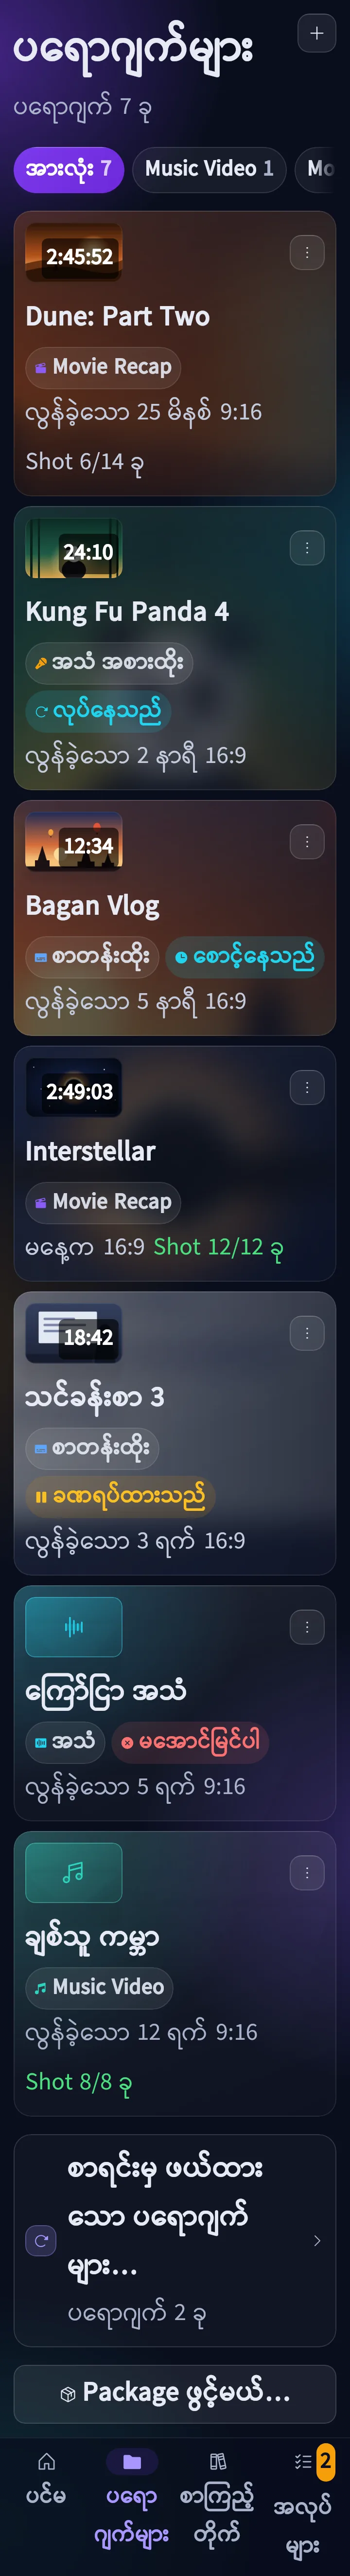 ပရောဂျက်များ
ပရောဂျက် 7 ခု
အားလုံး 7
Music Video 1
2:45:52
Dune: Part Two
Movie Recap
လွန်ခဲ့သော 25 မိနစ် 9:16
Shot 6/14 ခု
24:10
Kung Fu Panda 4
အသံ အစားထိုး
လုပ်နေသည်
လွန်ခဲ့သော 2 နာရီ 16:9
12:34
Bagan Vlog
စာတန်းထိုး စောင့်နေသည်
လွန်ခဲ့သော 5 နာရီ 16:9
2:49:03
Interstellar
Movie Recap
မနေ့က 16:9 Shot 12/12 ခု
18:42
သင်ခန်းစာ 3
စာတန်းထိုး
ခဏရပ်ထားသည်
လွန်ခဲ့သော 3 ရက် 16:9
ကြော်ငြာ အသံ
အသံ မအောင်မြင်ပါ
လွန်ခဲ့သော 5 ရက် 9:16
ချစ်သူ ကမ္ဘာ
Music Video
လွန်ခဲ့သော 12 ရက် 9:16
Shot 8/8 ခု
စာရင်းမှ ဖယ်ထား
သော ပရောဂျက်
များ...
ပရောဂျက် 2 ခု
Package ဖွင့်မယ်...
ပင်မ
ပရော
ဂျက်များ
စာကြည့်
တိုက်
2
အလုပ်
များ